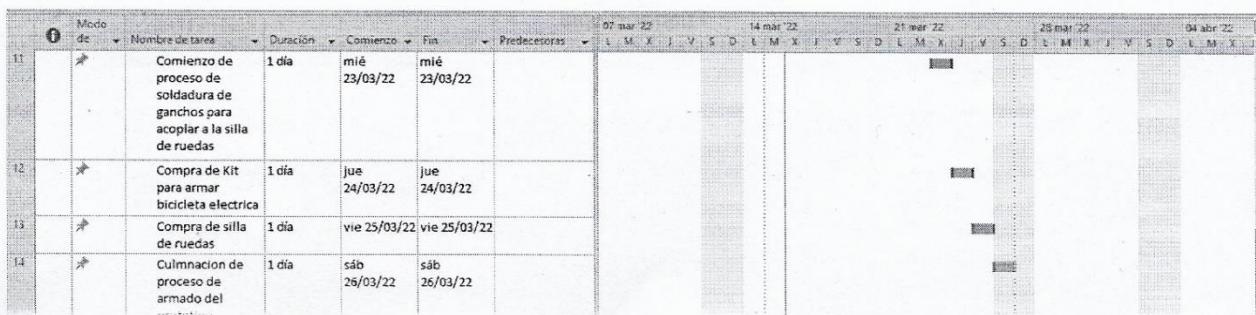 Modo
de Nombre de tarea Duración Comienzo Fin Predecesoras
07 mar '22 14 mar '22 21 mar '22 28 mar '22 04 abr '22
L M X J V S D L M X J V S D L M X J V S D L M X J V S D L M X
11 Comienzo de 1 día mié mié
proceso de 23/03/22 23/03/22
soldadura de
ganchos para
acoplar a la silla
de ruedas
12 Compra de Kit 1 día jue jue
para armar 24/03/22 24/03/22
bicicleta electrica
13 Compra de silla 1 día vie 25/03/22 vie 25/03/22
de ruedas
14 Culmnacion de 1 día sáb sáb
proceso de 26/03/22 26/03/22
armado del